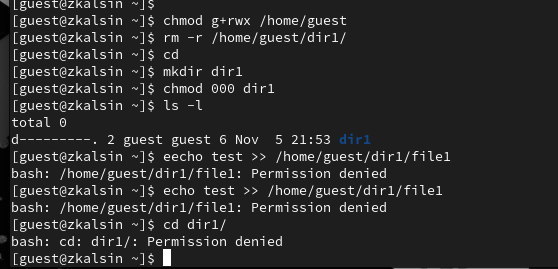 [guest@zkalsin ~]$
[guest@zkalsin ~]$ chmod g+rwx /home/guest
[guest@zkalsin ~]$ rm -r /home/guest/dir1/
[guest@zkalsin ~]$ cd
[guest@zkalsin ~]$ mkdir dir1
[guest@zkalsin ~]$ chmod 000 dir1
[guest@zkalsin ~]$ ls -l
total 0
d---------. 2 guest guest 6 Nov  5 21:53 dir1
[guest@zkalsin ~]$ eecho test >> /home/guest/dir1/file1
bash: /home/guest/dir1/file1: Permission denied
[guest@zkalsin ~]$ echo test >> /home/guest/dir1/file1
bash: /home/guest/dir1/file1: Permission denied
[guest@zkalsin ~]$ cd dir1/
bash: cd: dir1/: Permission denied
[guest@zkalsin ~]$